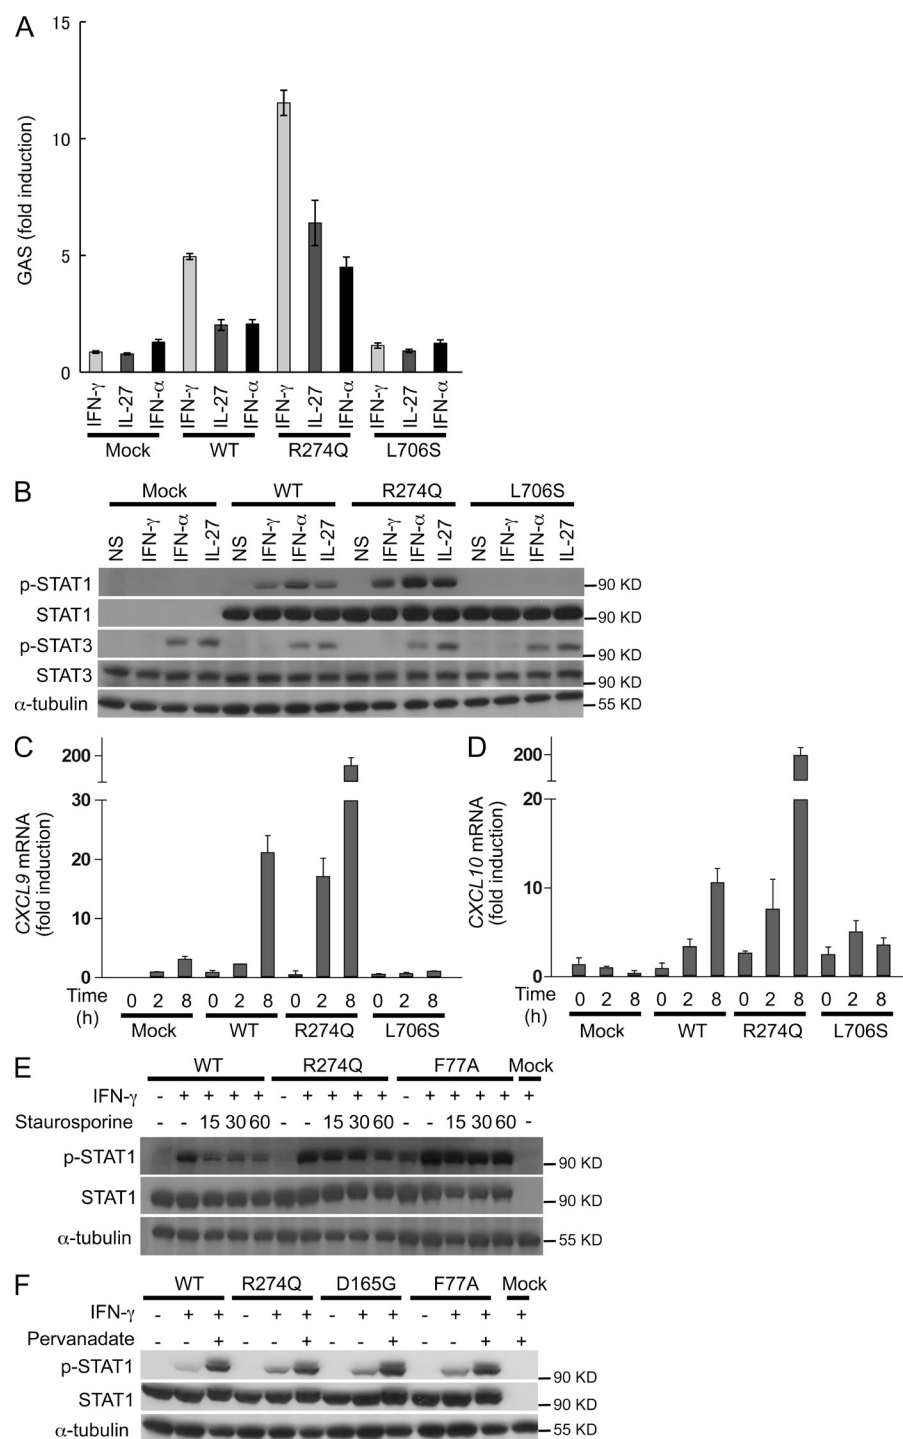 A
15
10
5
0
GAS (fold induction)
IFN-γ IL-27 IFN-α IFN-γ IL-27 IFN-α IFN-γ IL-27 IFN-α IFN-γ IL-27 IFN-α
Mock WT R274Q L706S
B
Mock WT R274Q L706S
NS IFN-γ IFN-α IL-27 NS IFN-γ IFN-α IL-27 NS IFN-γ IFN-α IL-27 NS IFN-γ IFN-α IL-27
p-STAT1 90 KD
STAT1 90 KD
p-STAT3 90 KD
STAT3 90 KD
α-tubulin 55 KD
C
200
30
20
10
0
CXCL9 mRNA
(fold induction)
Time
(h)
0 2 8 0 2 8 0 2 8 0 2 8
Mock WT R274Q L706S
D
200
20
10
0
CXCL10 mRNA
(fold induction)
Time
(h)
0 2 8 0 2 8 0 2 8 0 2 8
Mock WT R274Q L706S
E
WT R274Q F77A Mock
IFN-γ - + + + + - + + + + - + + + + +
Staurosporine - - 15 30 60 - - 15 30 60 - - 15 30 60 -
p-STAT1 90 KD
STAT1 90 KD
α-tubulin 55 KD
F
WT R274Q D165G F77A Mock
IFN-γ - + + - + + - + + - + + +
Pervanadate - - + - - + - - + - - + +
p-STAT1 90 KD
STAT1 90 KD
α-tubulin 55 KD